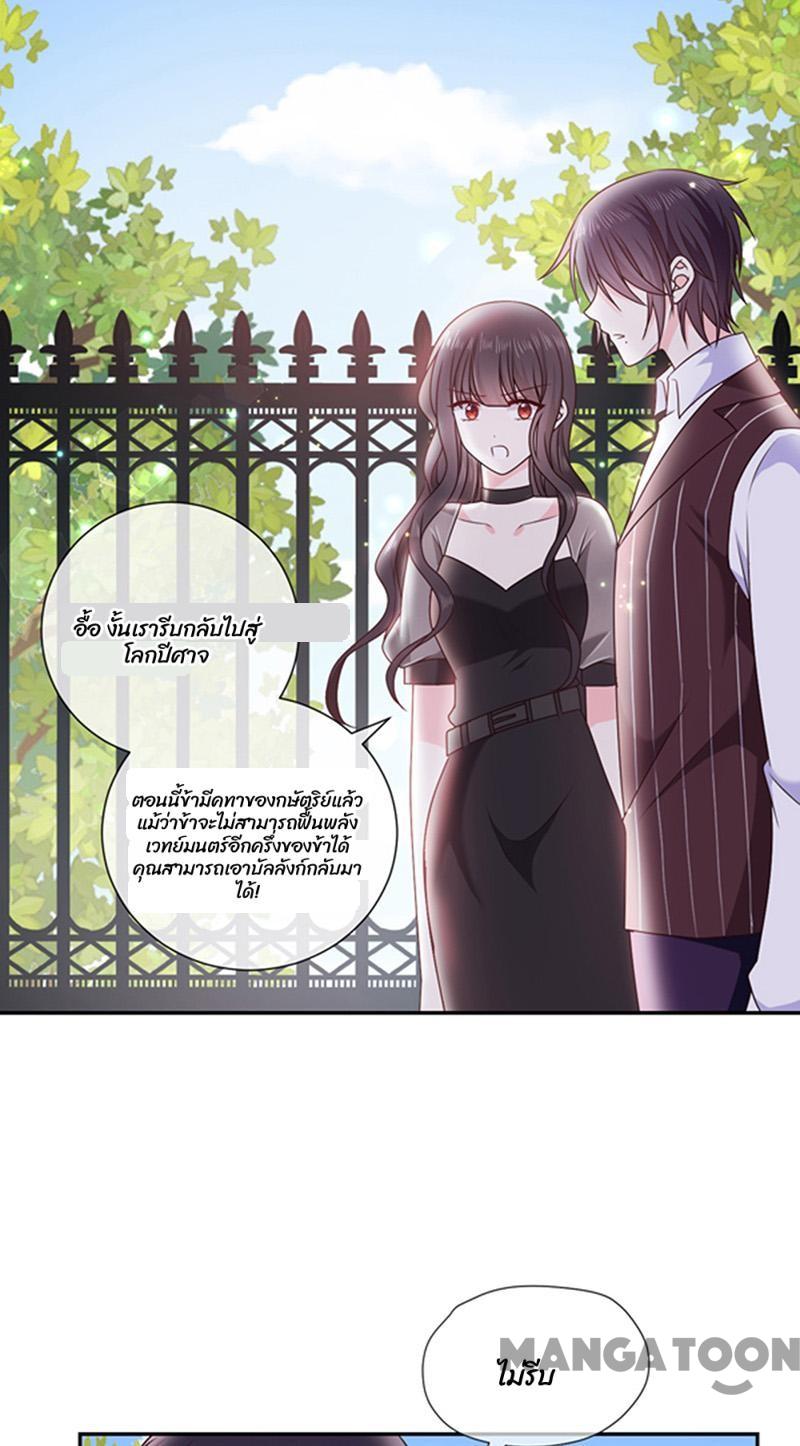 อื้อ งั้นเรารีบกลับไปสู่
โลกปีศาจ
ตอนนี้ข้ามีคทาของกษัตริย์แล้ว
แม้ว่าข้าจะไม่สามารถฟื้นพลัง
เวทย์มนตร์อีกครึ่งของข้าได้
คุณสามารถเอาบัลลังก์กลับมา
ได้!
MANGATOON
ไม่รีบ